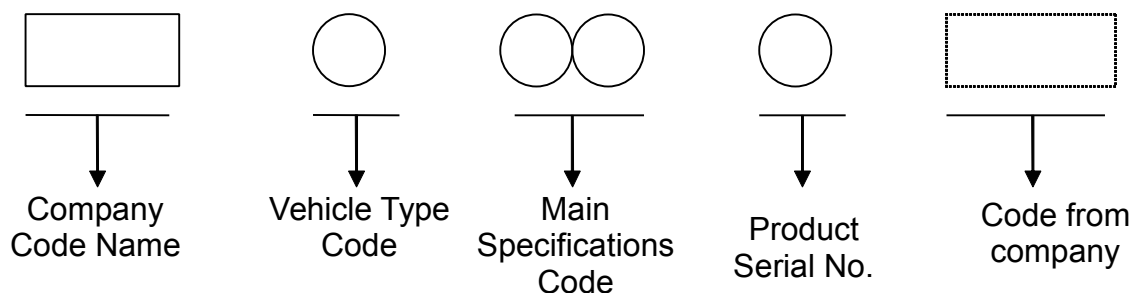 Company
Code Name
Vehicle Type
Code
Main
Specifications
Code
Product
Serial No.
Code from
company